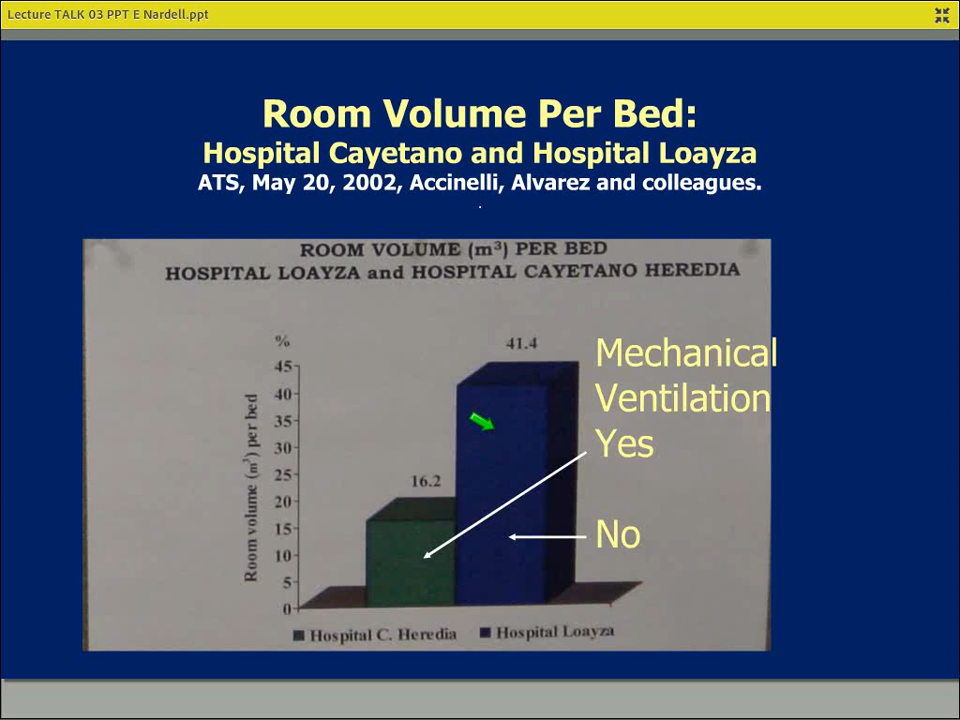 Lecture TALK 03 PPT E Nardell.ppt
Room Volume Per Bed:
Hospital Cayetano and Hospital Loayza
ATS, May 20, 2002, Accinelli, Alvarez and colleagues.
.
ROOM VOLUME (m³) PER BED
HOSPITAL LOAYZA and HOSPITAL CAYETANO HEREDIA
%
41.4
Mechanical
Ventilation
Yes
No
45
40
35
30
25
20
15
10
5
0
Room volume (m³) per bed
16.2
Hospital C. Heredia
Hospital Loayza